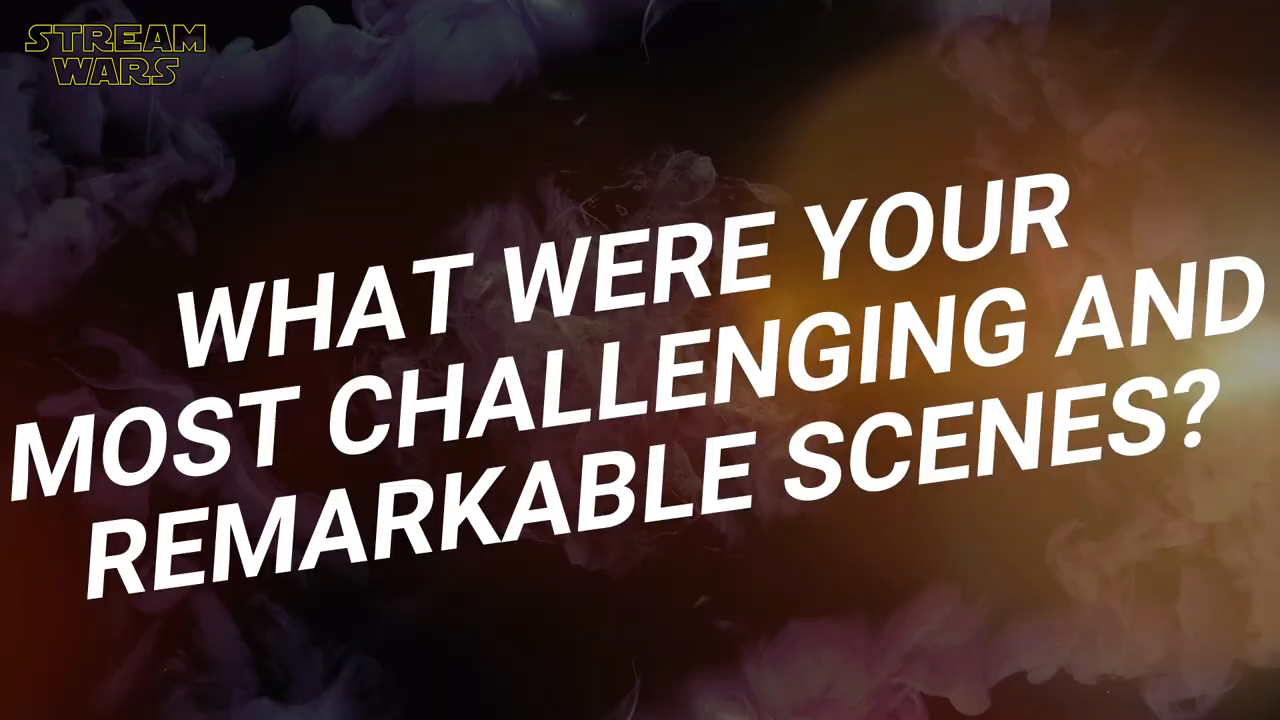 STREAM
WARS
WHAT WERE YOUR
MOST CHALLENGING AND
REMARKABLE SCENES?